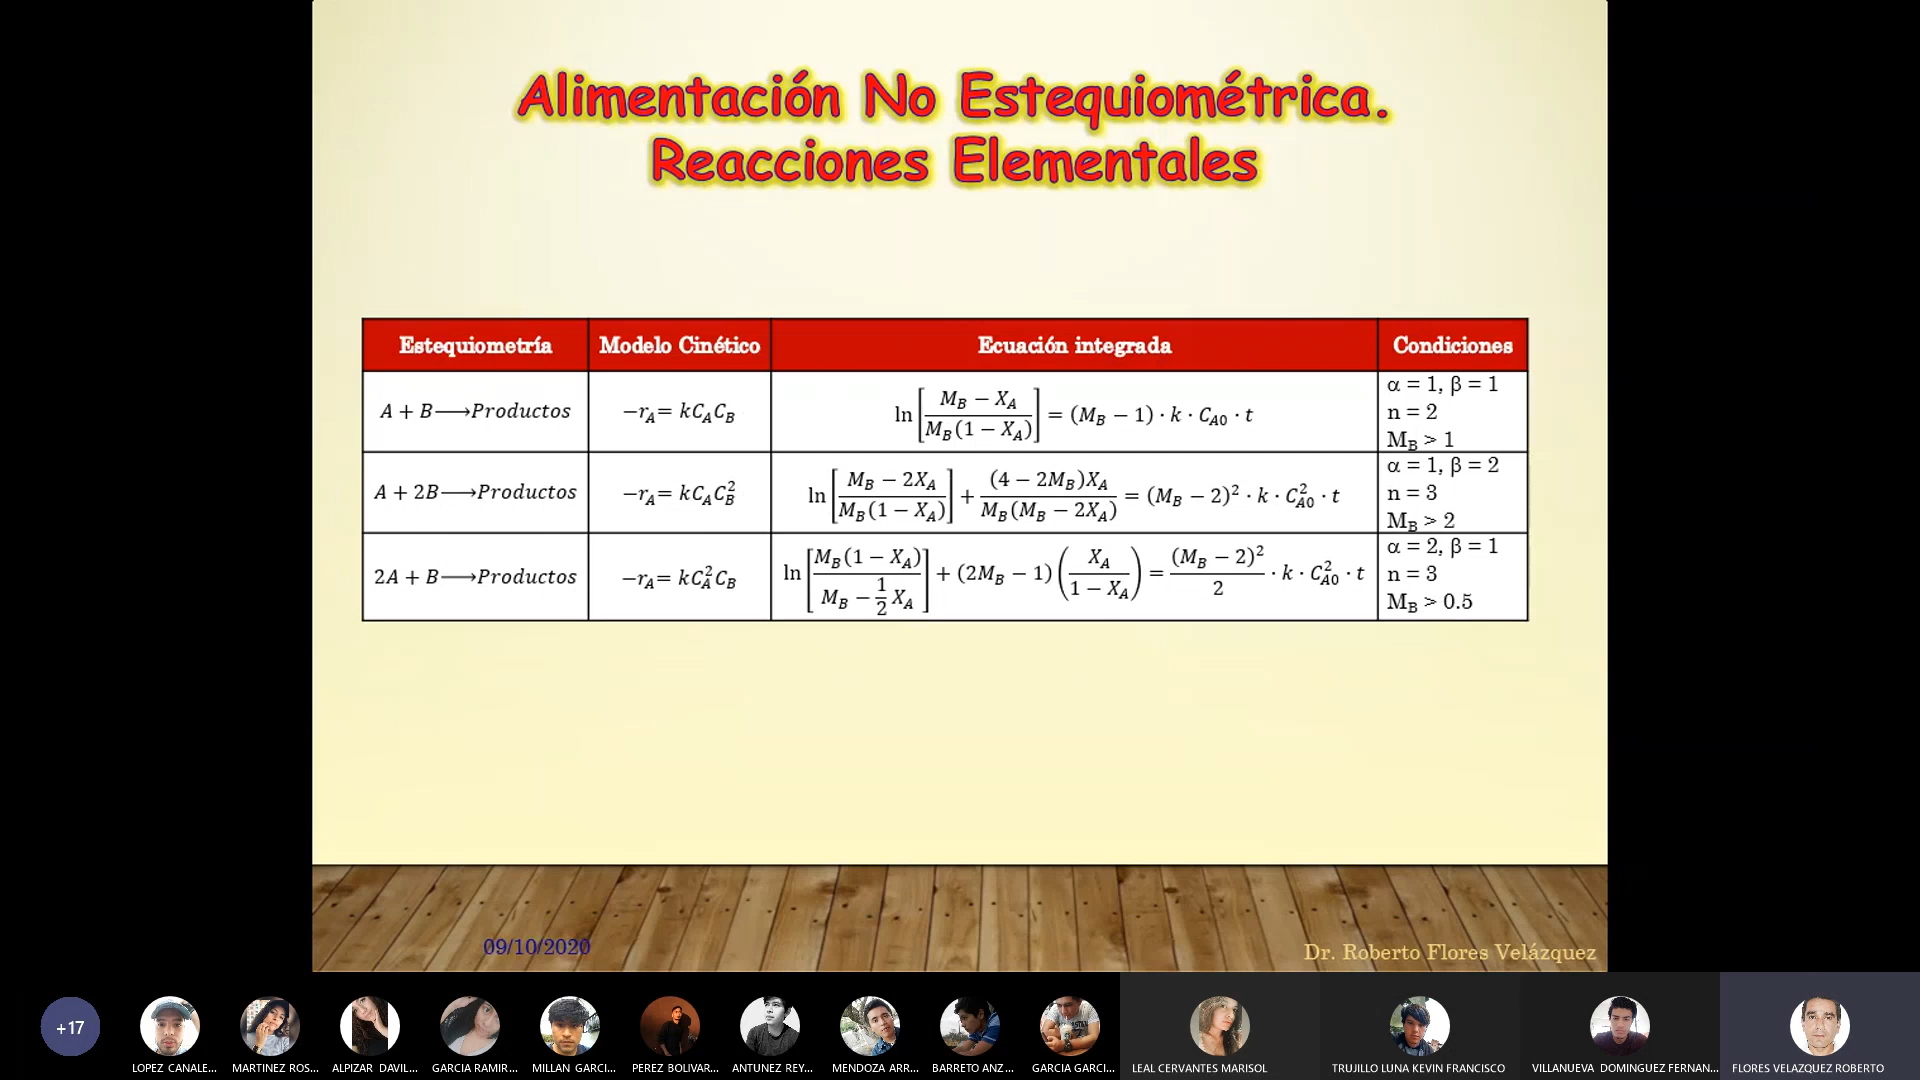 Alimentación No Estequiométrica.
Reacciones Elementales
Estequiometría Modelo Cinético Ecuación integrada Condiciones
A + B⟶Productos −r_A= kC_AC_B ln[(M_B − X_A)/(M_B(1 − X_A))] = (M_B − 1) · k · C_A0 · t α = 1, β = 1
n = 2
M_B > 1
A + 2B⟶Productos −r_A= kC_AC_B^2 ln[(M_B − 2X_A)/(M_B(1 − X_A))] + ((4 − 2M_B)X_A)/(M_B(M_B − 2X_A)) = (M_B − 2)^2 · k · C_A0^2 · t α = 1, β = 2
n = 3
M_B > 2
2A + B⟶Productos −r_A= kC_A^2C_B ln[(M_B(1 − X_A))/(M_B − 1/2 X_A)] + (2M_B − 1)(X_A/(1 − X_A)) = (M_B − 2)^2/2 · k · C_A0^2 · t α = 2, β = 1
n = 3
M_B > 0.5
09/10/2020
Dr. Roberto Flores Velázquez
+17
LOPEZ CANALE... MARTINEZ ROS... ALPIZAR DAVIL... GARCIA RAMIR... MILLAN GARCI... PEREZ BOLIVAR... ANTUNEZ REY... MENDOZA ARR... BARRETO ANZ... GARCIA GARCI... LEAL CERVANTES MARISOL TRUJILLO LUNA KEVIN FRANCISCO VILLANUEVA DOMINGUEZ FERNAN... FLORES VELAZQUEZ ROBERTO